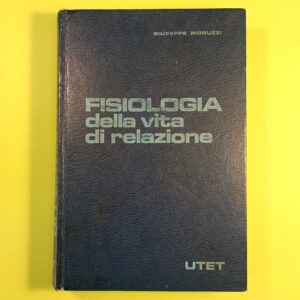 GIUSEPPE MORUZZI
FISIOLOGIA
della vita
di relazione
UTET